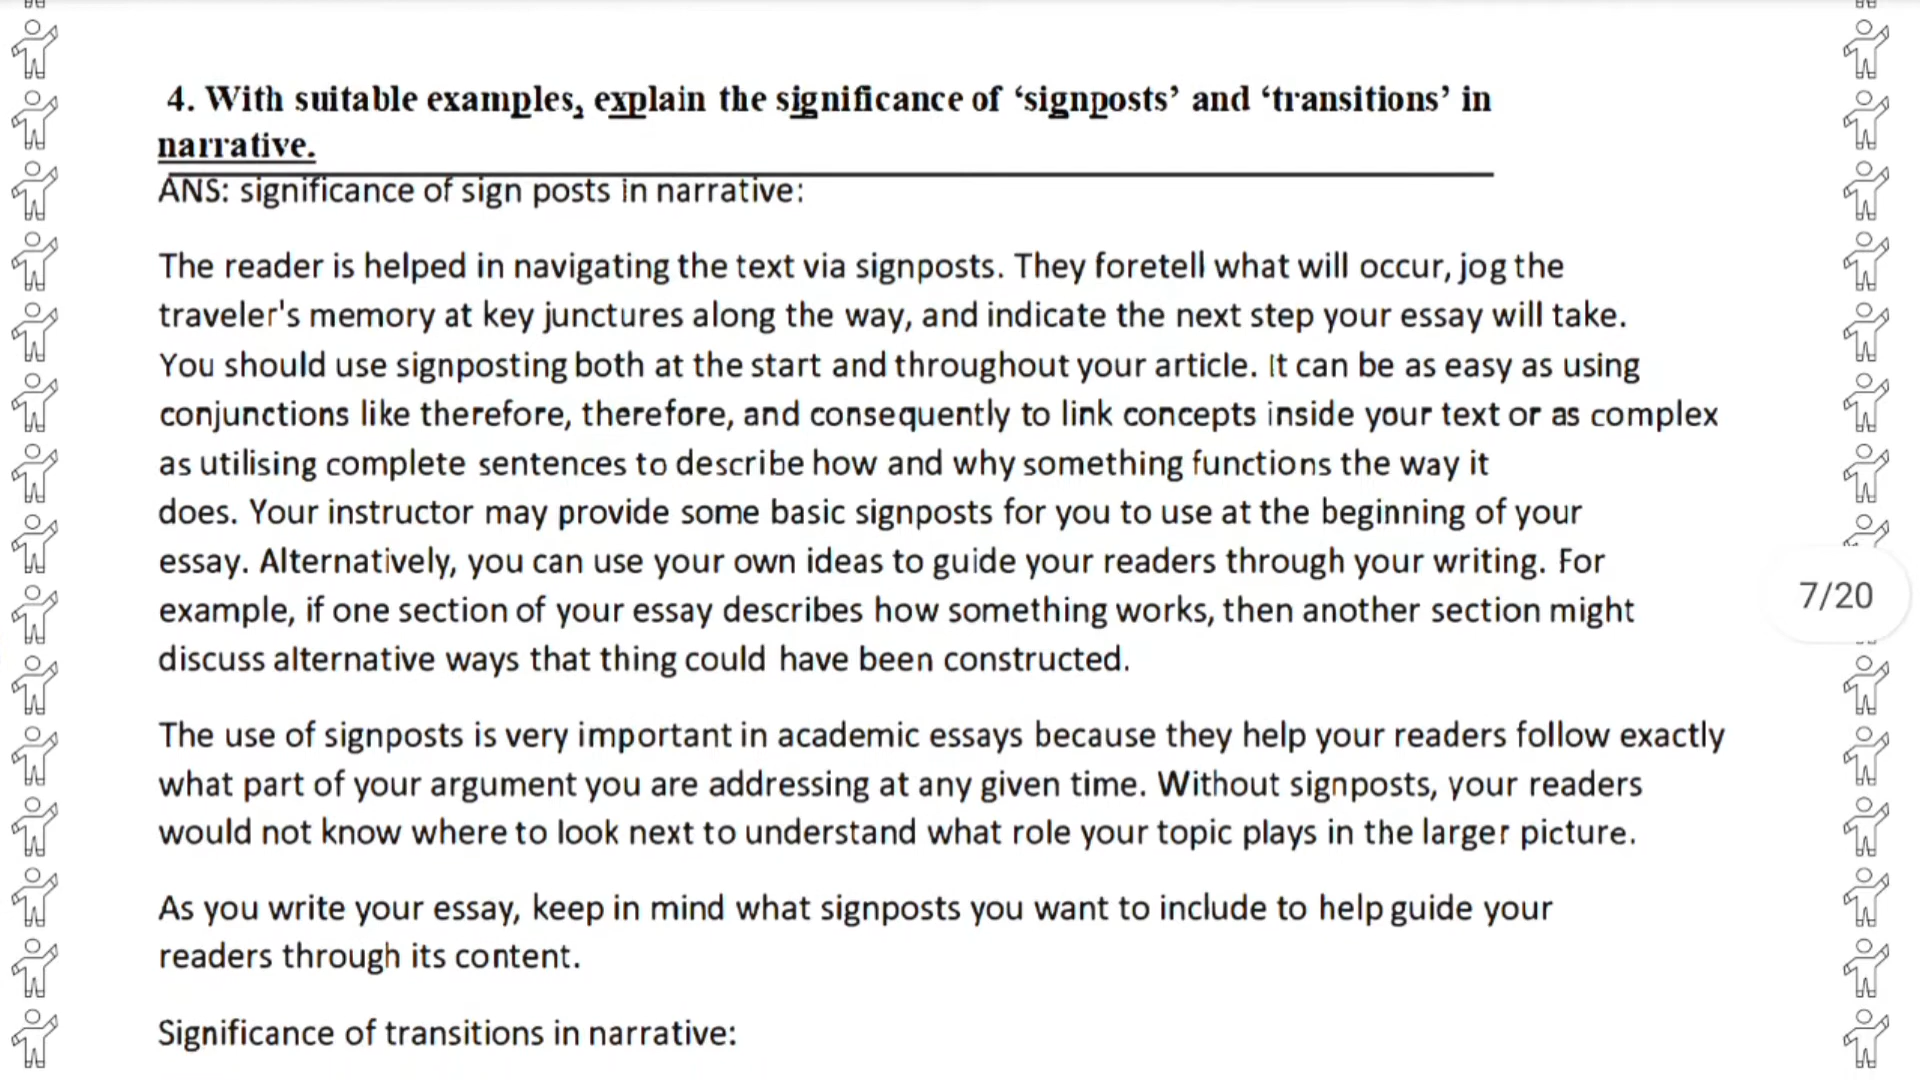 4. With suitable examples, explain the significance of ‘signposts’ and ‘transitions’ in
narrative.
ANS: significance of sign posts in narrative:
The reader is helped in navigating the text via signposts. They foretell what will occur, jog the
traveler's memory at key junctures along the way, and indicate the next step your essay will take.
You should use signposting both at the start and throughout your article. It can be as easy as using
conjunctions like therefore, therefore, and consequently to link concepts inside your text or as complex
as utilising complete sentences to describe how and why something functions the way it
does. Your instructor may provide some basic signposts for you to use at the beginning of your
essay. Alternatively, you can use your own ideas to guide your readers through your writing. For
example, if one section of your essay describes how something works, then another section might
discuss alternative ways that thing could have been constructed.
7/20
The use of signposts is very important in academic essays because they help your readers follow exactly
what part of your argument you are addressing at any given time. Without signposts, your readers
would not know where to look next to understand what role your topic plays in the larger picture.
As you write your essay, keep in mind what signposts you want to include to help guide your
readers through its content.
Significance of transitions in narrative: